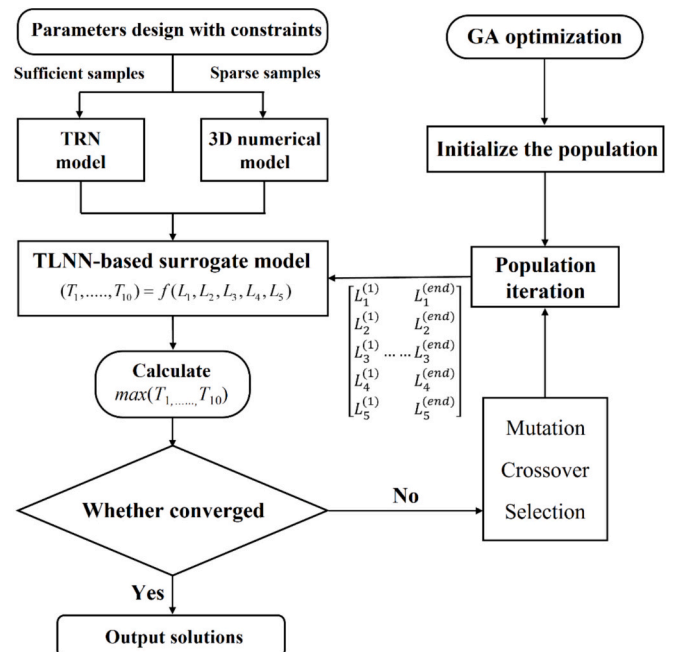 Parameters design with constraints
Sufficient samples
Sparse samples
TRN
model
3D numerical
model
TLNN-based surrogate model
(T₁,.....,T₁₀) = f(L₁,L₂,L₃,L₄,L₅)
Calculate
max(T₁,......,T₁₀)
Whether converged
Yes
Output solutions
GA optimization
Initialize the population
Population
iteration
L₁⁽¹⁾ L₁⁽ᵉⁿᵈ⁾
L₂⁽¹⁾ L₂⁽ᵉⁿᵈ⁾
L₃⁽¹⁾ ... ... L₃⁽ᵉⁿᵈ⁾
L₄⁽¹⁾ L₄⁽ᵉⁿᵈ⁾
L₅⁽¹⁾ L₅⁽ᵉⁿᵈ⁾
Mutation
Crossover
Selection
No